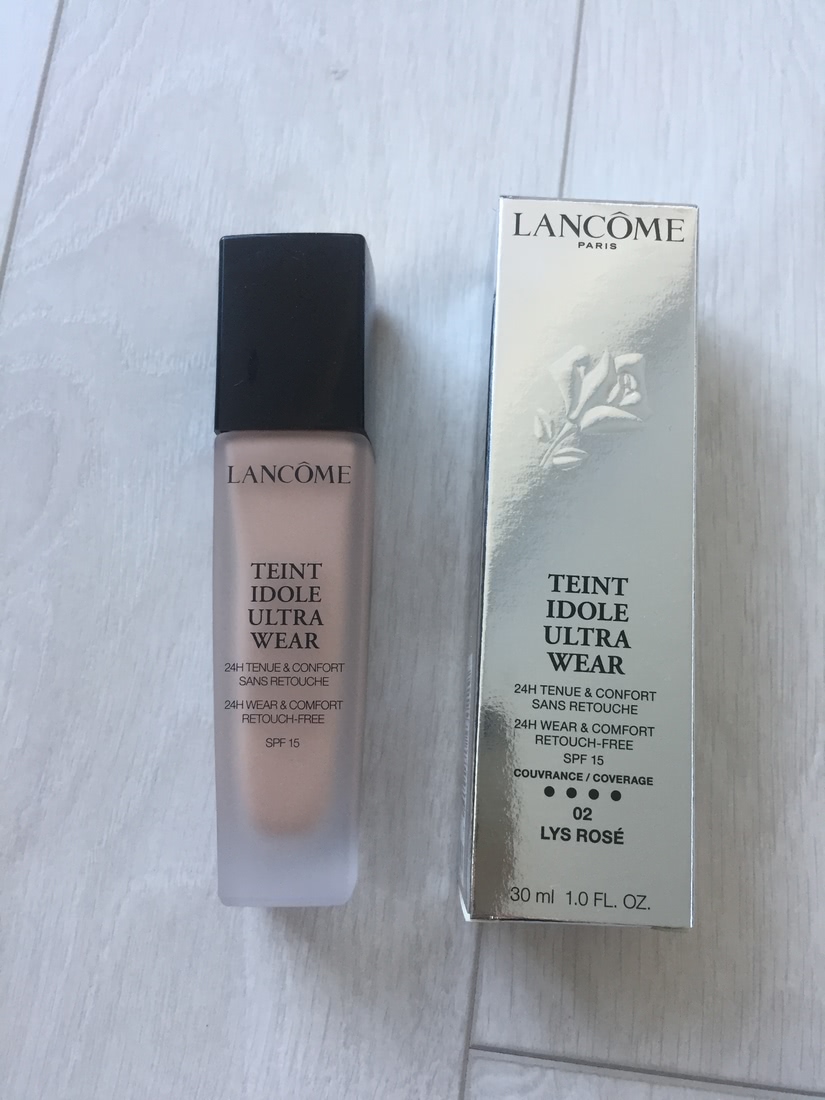 LANCÔME
TEINT
IDOLE
ULTRA
WEAR
24H TENUE & CONFORT
SANS RETOUCHE
24H WEAR & COMFORT
RETOUCH-FREE
SPF 15
LANCÔME
PARIS
TEINT
IDOLE
ULTRA
WEAR
24H TENUE & CONFORT
SANS RETOUCHE
24H WEAR & COMFORT
RETOUCH-FREE
SPF 15
COUVRANCE / COVERAGE
02
LYS ROSÉ
30 ml 1.0 FL. OZ.